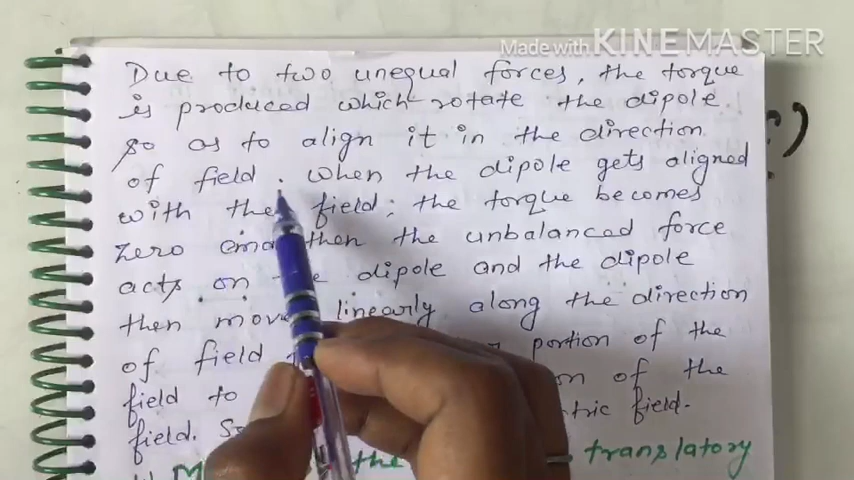 Made with KINEMASTER
Due to two unequal forces, the torque
is produced which rotate the dipole
so as to align it in the direction
of field. When the dipole gets aligned
with the field; the torque becomes
zero and then the unbalanced force
acts on the dipole and the dipole
then move linearly along the direction
of field portion of the
field to of the
field. field.
the translatory